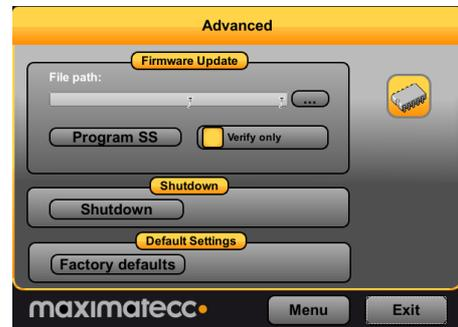 Advanced
Firmware Update
File path:
...
Program SS
Verify only
Shutdown
Shutdown
Default Settings
Factory defaults
maximatecc
Menu
Exit